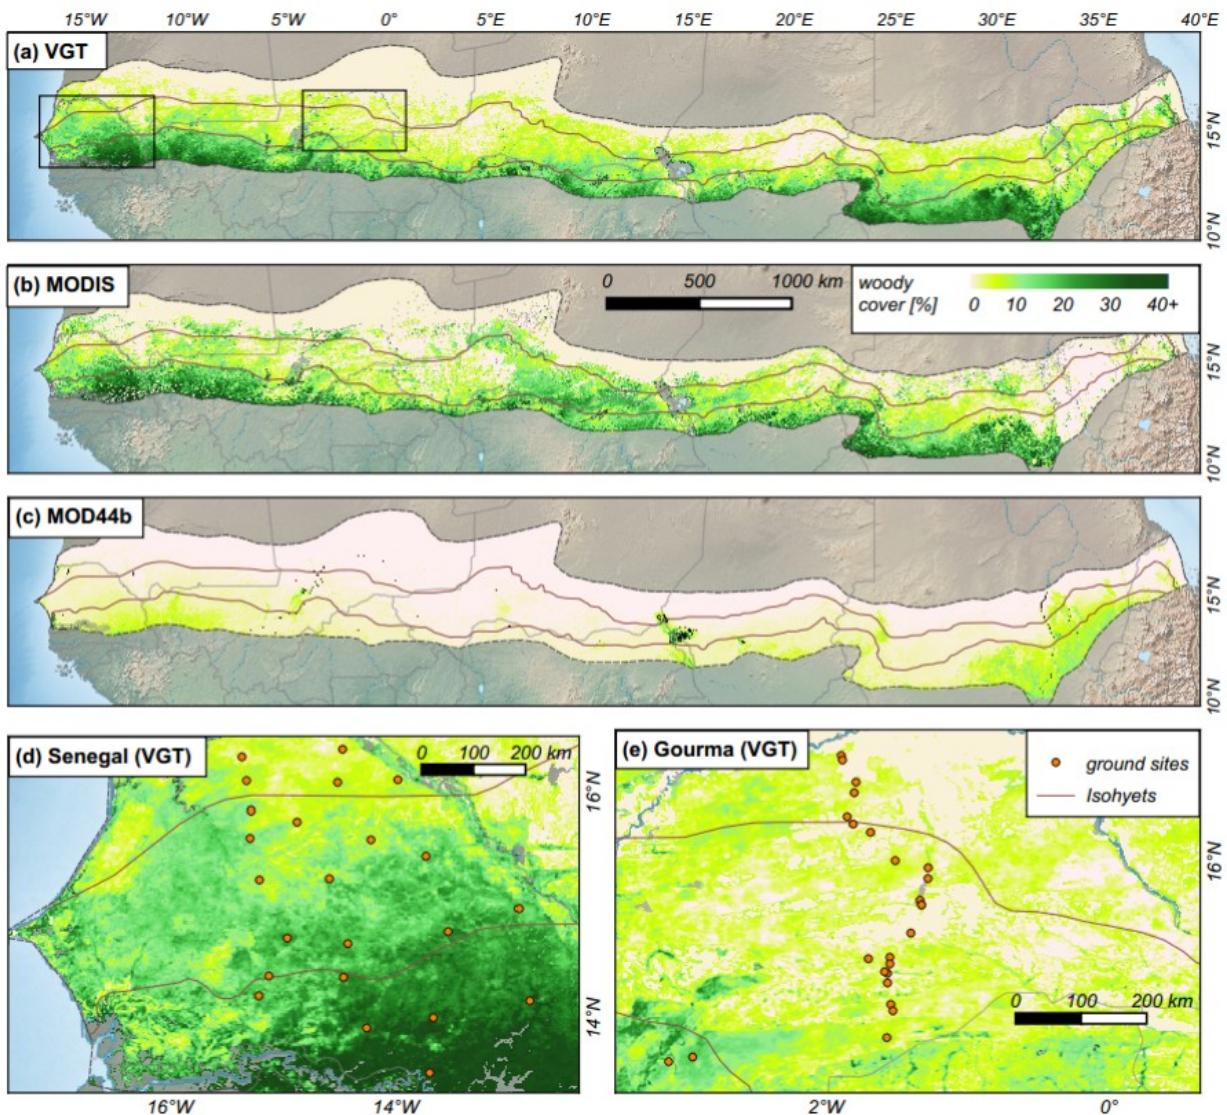 15°W 10°W 5°W 0° 5°E 10°E 15°E 20°E 25°E 30°E 35°E 40°E
(a) VGT
15°N
10°N
(b) MODIS
0 500 1000 km
woody
cover [%]
0 10 20 30 40+
15°N
10°N
(c) MOD44b
15°N
10°N
(d) Senegal (VGT)
0 100 200 km
16°N
14°N
16°W 14°W
(e) Gourma (VGT)
ground sites
Isohyets
16°N
0 100 200 km
2°W 0°